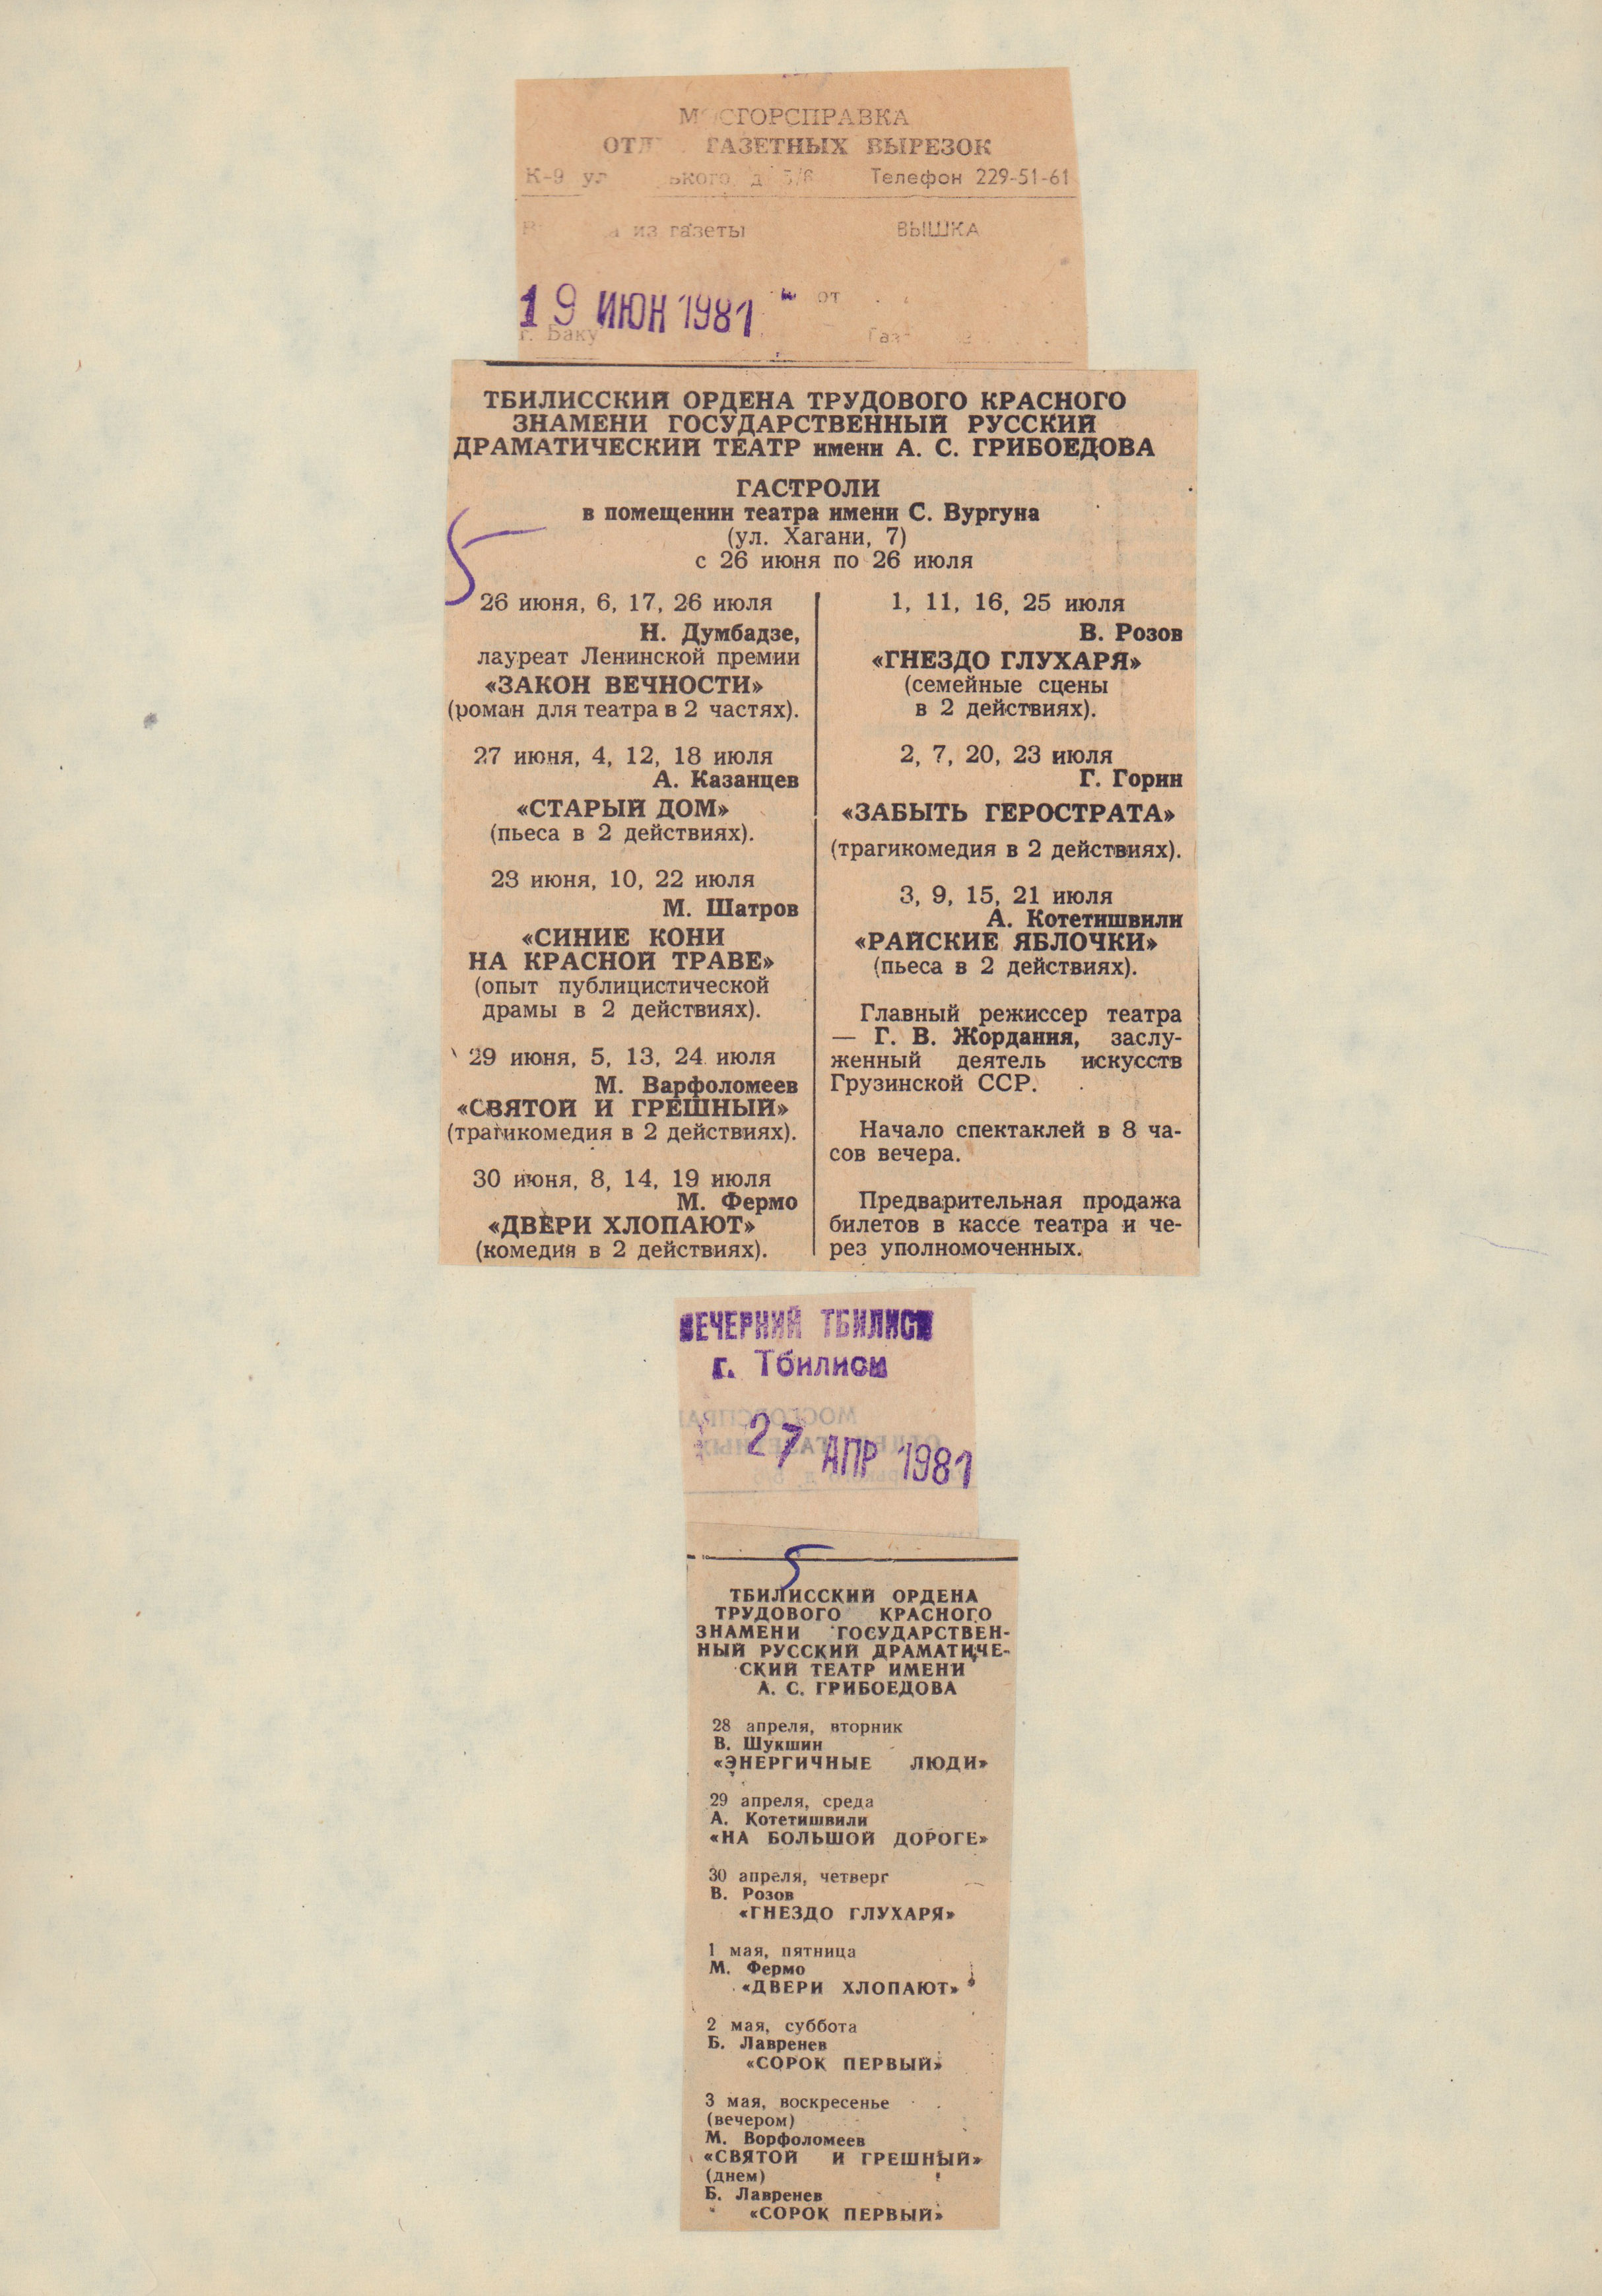 МОСГОРСПРАВКА
ГАЗЕТНЫХ ВЫРЕЗОК
К-9 ул 5/6 Телефон 229-51-61
из газеты ВЫШКА
19 ИЮН 1981 от
г. Баку
ТБИЛИССКИЙ ОРДЕНА ТРУДОВОГО КРАСНОГО
ЗНАМЕНИ ГОСУДАРСТВЕННЫЙ РУССКИЙ
ДРАМАТИЧЕСКИЙ ТЕАТР имени А. С. ГРИБОЕДОВА
ГАСТРОЛИ
в помещении театра имени С. Вургуна
(ул. Хагани, 7)
с 26 июня по 26 июля
5
26 июня, 6, 17, 26 июля
Н. Думбадзе,
лауреат Ленинской премии
«ЗАКОН ВЕЧНОСТИ»
(роман для театра в 2 частях).
27 июня, 4, 12, 18 июля
А. Казанцев
«СТАРЫЙ ДОМ»
(пьеса в 2 действиях).
23 июня, 10, 22 июля
М. Шатров
«СИНИЕ КОНИ
НА КРАСНОЙ ТРАВЕ»
(опыт публицистической
драмы в 2 действиях).
29 июня, 5, 13, 24 июля
М. Варфоломеев
«СВЯТОЙ И ГРЕШНЫЙ»
(трагикомедия в 2 действиях).
30 июня, 8, 14, 19 июля
М. Фермо
«ДВЕРИ ХЛОПАЮТ»
(комедия в 2 действиях).
1, 11, 16, 25 июля
В. Розов
«ГНЕЗДО ГЛУХАРЯ»
(семейные сцены
в 2 действиях).
2, 7, 20, 23 июля
Г. Горин
«ЗАБЫТЬ ГЕРОСТРАТА»
(трагикомедия в 2 действиях).
3, 9, 15, 21 июля
А. Котетишвили
«РАЙСКИЕ ЯБЛОЧКИ»
(пьеса в 2 действиях).
Главный режиссер театра
— Г. В. Жордания, заслу-
женный деятель искусств
Грузинской ССР.
Начало спектаклей в 8 ча-
сов вечера.
Предварительная продажа
билетов в кассе театра и че-
рез уполномоченных.
ВЕЧЕРНИЙ ТБИЛИСИ
г. Тбилиси
27 АПР 1981
5
ТБИЛИССКИЙ ОРДЕНА
ТРУДОВОГО КРАСНОГО
ЗНАМЕНИ ГОСУДАРСТВЕН-
НЫЙ РУССКИЙ ДРАМАТИЧЕ-
СКИЙ ТЕАТР ИМЕНИ
А. С. ГРИБОЕДОВА
28 апреля, вторник
В. Шукшин
«ЭНЕРГИЧНЫЕ ЛЮДИ»
29 апреля, среда
А. Котетишвили
«НА БОЛЬШОЙ ДОРОГЕ»
30 апреля, четверг
В. Розов
«ГНЕЗДО ГЛУХАРЯ»
1 мая, пятница
М. Фермо
«ДВЕРИ ХЛОПАЮТ»
2 мая, суббота
Б. Лавренев
«СОРОК ПЕРВЫЙ»
3 мая, воскресенье
(вечером)
М. Ворфоломеев
«СВЯТОЙ И ГРЕШНЫЙ»
(днем)
Б. Лавренев
«СОРОК ПЕРВЫЙ»